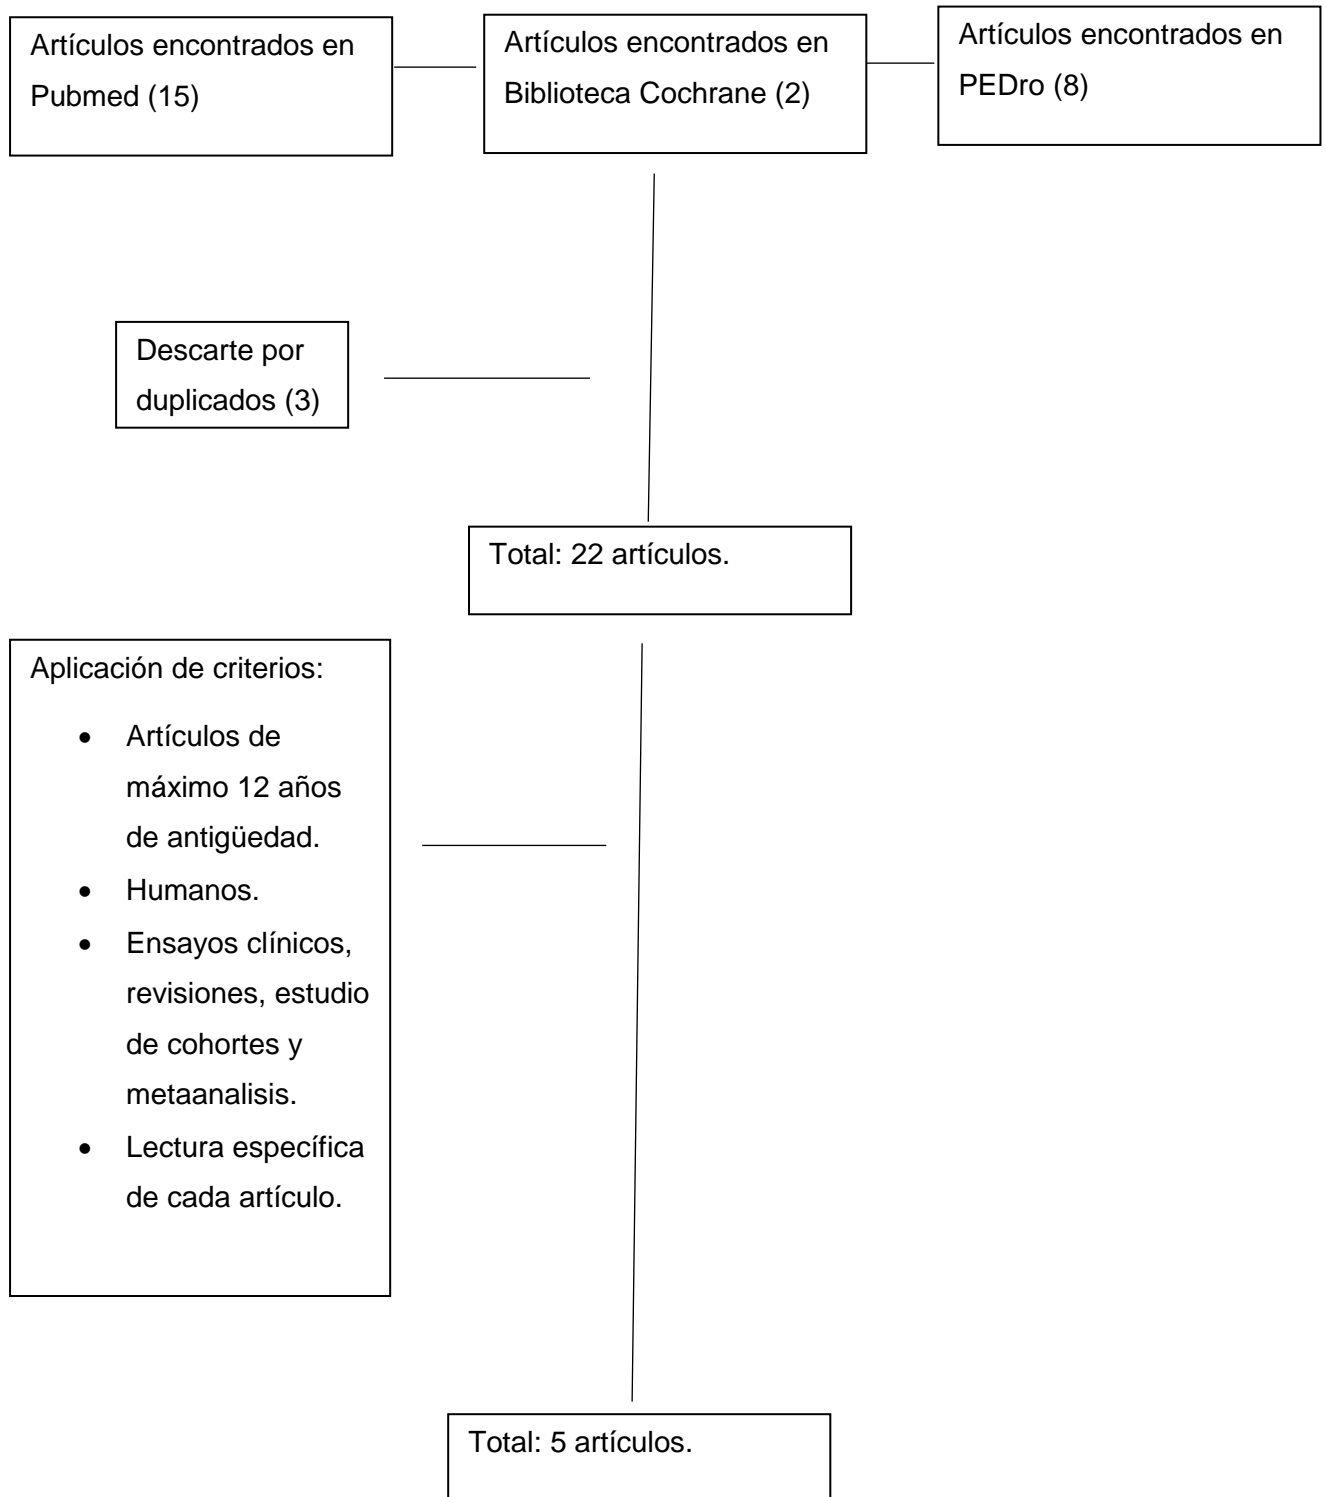 Artículos encontrados en
Pubmed (15)
Artículos encontrados en
Biblioteca Cochrane (2)
Artículos encontrados en
PEDro (8)
Descarte por
duplicados (3)
Total: 22 artículos.
Aplicación de criterios:
• Artículos de
máximo 12 años
de antigüedad.
• Humanos.
• Ensayos clínicos,
revisiones, estudio
de cohortes y
metaanalisis.
• Lectura específica
de cada artículo.
Total: 5 artículos.